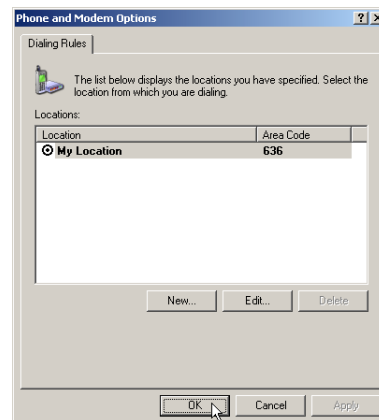 Phone and Modem Options
Dialing Rules
The list below displays the locations you have specified. Select the
location from which you are dialing.
Locations:
Location Area Code
My Location 636
New... Edit... Delete
OK Cancel Apply